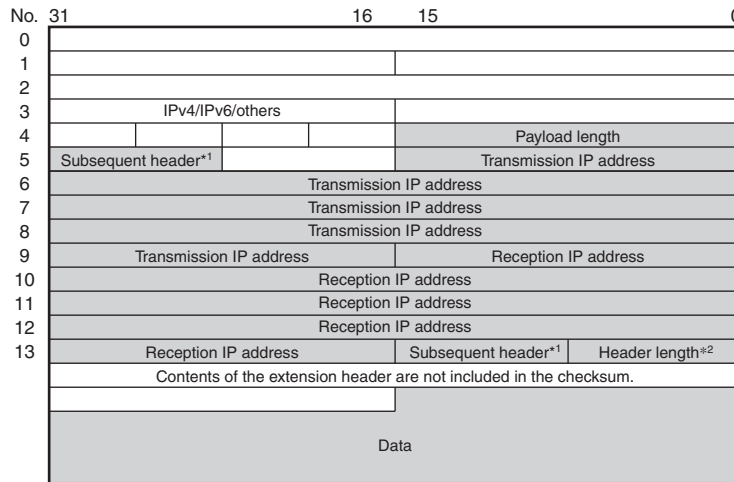 No. 31 16 15 0
0
1
2
3 IPv4/IPv6/others
4 Payload length
5 Subsequent header*1 Transmission IP address
6 Transmission IP address
7 Transmission IP address
8 Transmission IP address
9 Transmission IP address Reception IP address
10 Reception IP address
11 Reception IP address
12 Reception IP address
13 Reception IP address Subsequent header*1 Header length*2
Contents of the extension header are not included in the checksum.
Data